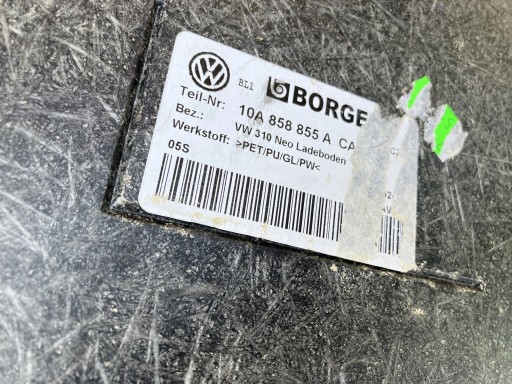 BL1 BORGE
Teil-Nr: 10A 858 855 A CA
Bez.: VW 310 Neo Ladeboden
Werkstoff: >PET/PU/GL/PW<
05S